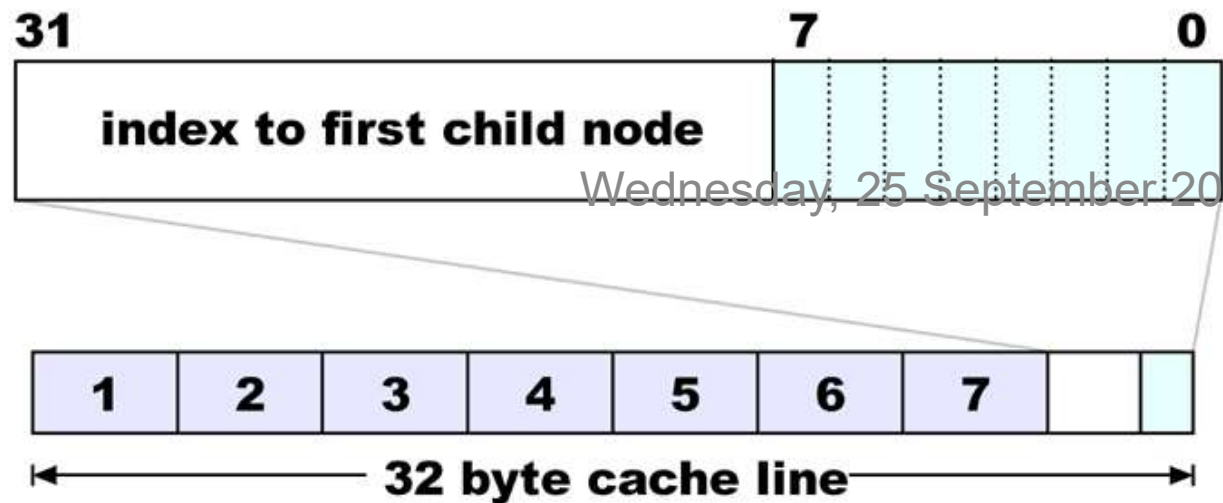 31 7 0
index to first child node
Wednesday, 25 September 20
1 2 3 4 5 6 7
32 byte cache line